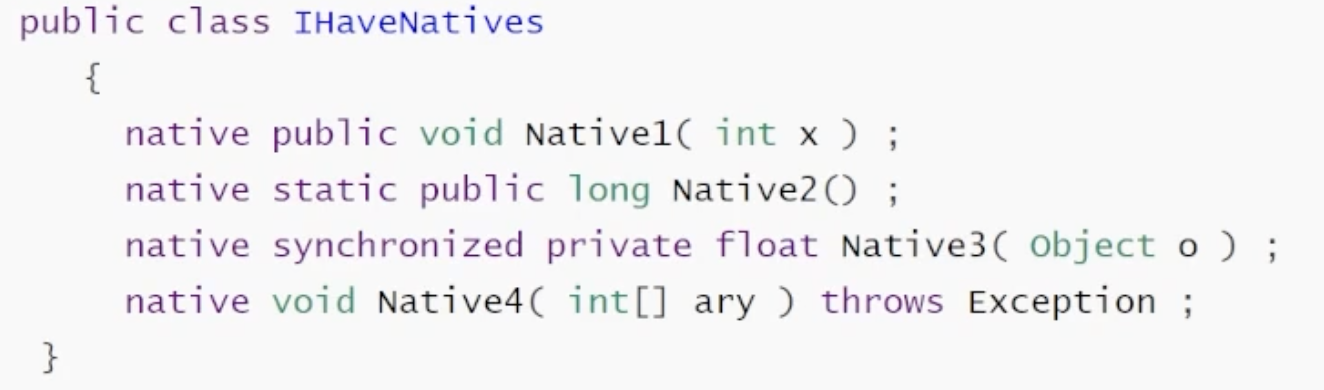 public class IHaveNatives
{
native public void Native1( int x ) ;
native static public long Native2() ;
native synchronized private float Native3( Object o ) ;
native void Native4( int[] ary ) throws Exception ;
}